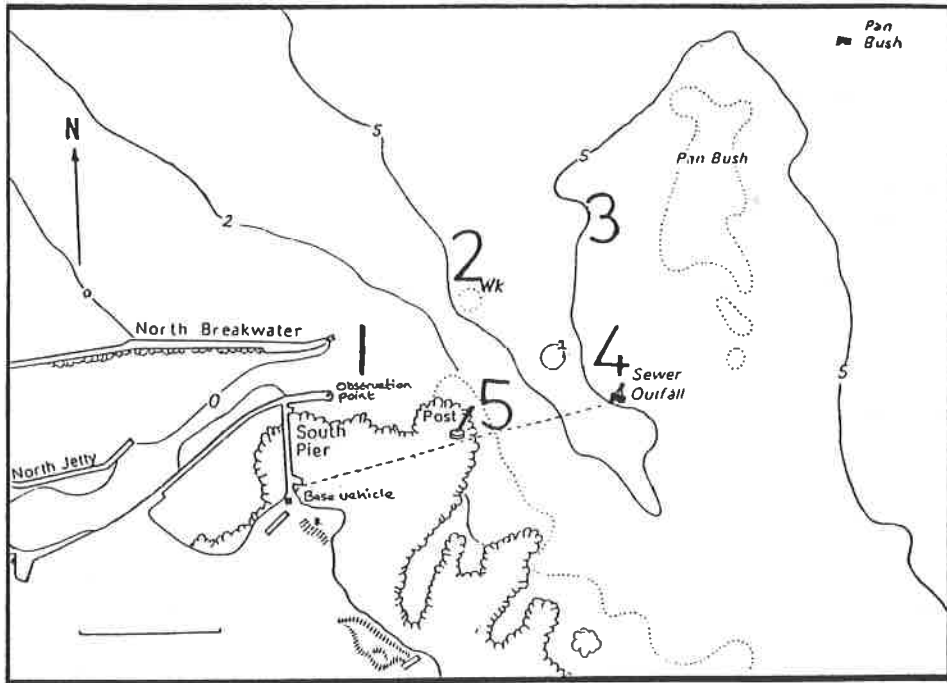 Pan
Bush
N
5
5
Pan Bush
2
3
2
Wk
0
North Breakwater
1
1
4
5
Sewer
Outfall
0
Observation
point
Post
5
South
Pier
North Jetty
Base vehicle